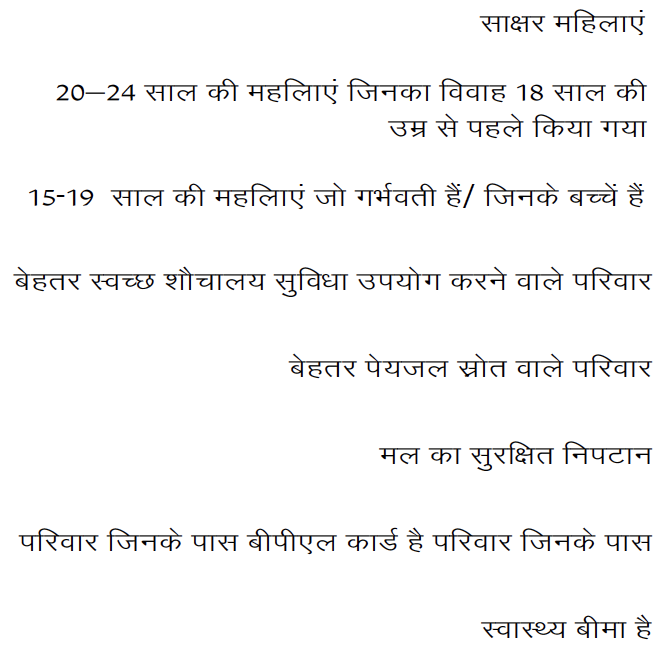 साक्षर महिलाएं
20—24 साल की महलिाएं जिनका विवाह 18 साल की
उम्र से पहले किया गया
15-19 साल की महलिाएं जो गर्भवती हैं/ जिनके बच्चें हैं
बेहतर स्वच्छ शौचालय सुविधा उपयोग करने वाले परिवार
बेहतर पेयजल स्रोत वाले परिवार
मल का सुरक्षित निपटान
परिवार जिनके पास बीपीएल कार्ड है परिवार जिनके पास
स्वास्थ्य बीमा है